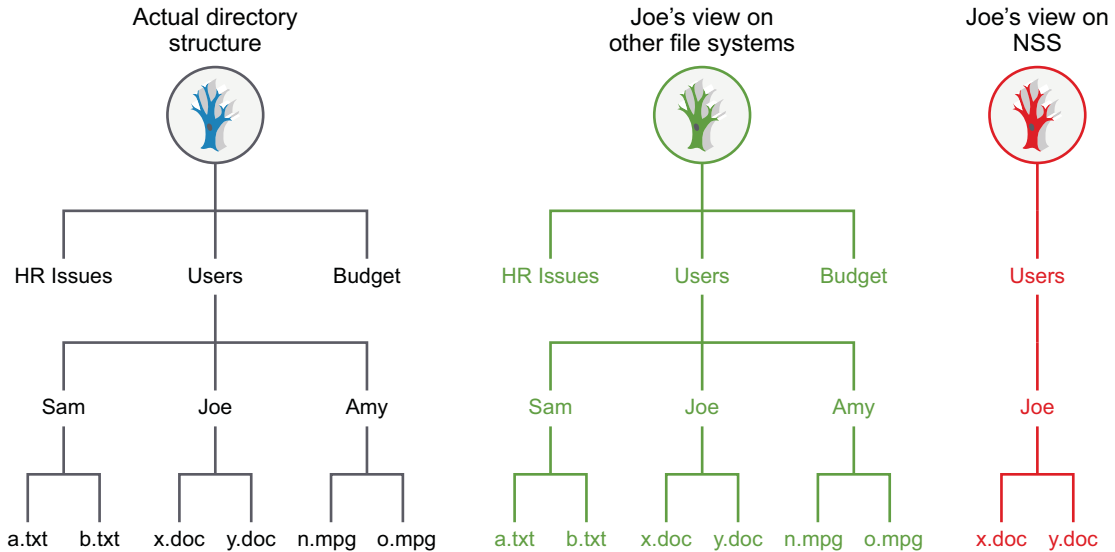 Actual directory
structure
Joe’s view on
other file systems
Joe’s view on
NSS
HR Issues
Users
Budget
HR Issues
Users
Budget
Users
Sam
Joe
Amy
Sam
Joe
Amy
Joe
a.txt
b.txt
x.doc
y.doc
n.mpg
o.mpg
a.txt
b.txt
x.doc
y.doc
n.mpg
o.mpg
x.doc
y.doc